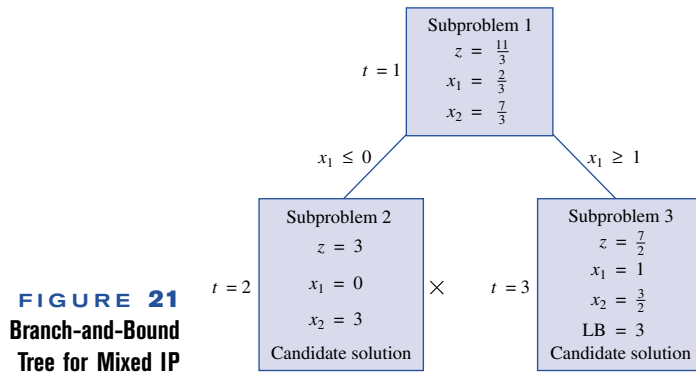 Subproblem 1
z = 11/3
t = 1
x₁ = 2/3
x₂ = 7/3
x₁ ≤ 0
x₁ ≥ 1
Subproblem 2
z = 3
t = 2
x₁ = 0
x₂ = 3
Candidate solution
×
Subproblem 3
z = 7/2
t = 3
x₁ = 1
x₂ = 3/2
LB = 3
Candidate solution
FIGURE 21
Branch-and-Bound
Tree for Mixed IP